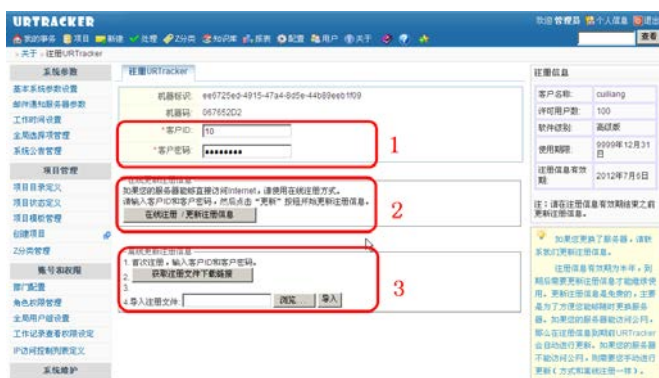 URTRACKER
欢迎 管理员 个人信息 退出
我的事务 项目 新建 处理 Z分类 知识库 报表 配置 用户 关于
查看
关于 » 注册URTracker
系统参数
基本系统参数设置
邮件通知服务器参数
工作时间设置
全局选择项管理
系统公告管理
项目管理
项目目录定义
项目状态定义
项目模板管理
创建项目
Z分类管理
账号和权限
部门配置
角色权限管理
全局用户组设置
工作记录查看权限设定
IP访问控制列表定义
系统维护
注册URTracker
机器标识: ee6725ed-4915-47a4-8d5e-44b89eeb1f09
机器码: 067652D2
*客户ID: 10
*客户密码:
1
在线更新注册信息
如果您的服务器能够直接访问Internet，请使用在线注册方式。
请输入客户ID和客户密码，然后点击“更新”按钮开始更新注册信息。
在线注册 / 更新注册信息
2
离线更新注册信息
1. 首次注册，输入客户ID和客户密码。
2. 获取注册文件下载链接
3.
4.导入注册文件: 浏览... 导入
3
注册信息
客户名称: cuiliang
许可用户数: 100
软件级别: 高级版
使用期限: 9999年12月31日
注册信息有效期: 2012年7月6日
注：请在注册信息有效期结束之前更新注册信息。
如果您更换了服务器，请联系我们更新注册信息。
注册信息有效期为半年，到期后需要更新注册信息才能继续使用。更新注册信息是免费的，主要是为了方便您能够随时更换服务器。如果您的服务器能访问公网，那么在注册信息到期前URTracker会自动进行更新。如果您的服务器不能访问公网，则需要您手动进行更新（方式和离线注册一样）。